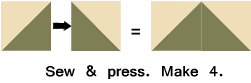 =
Sew & press. Make 4.